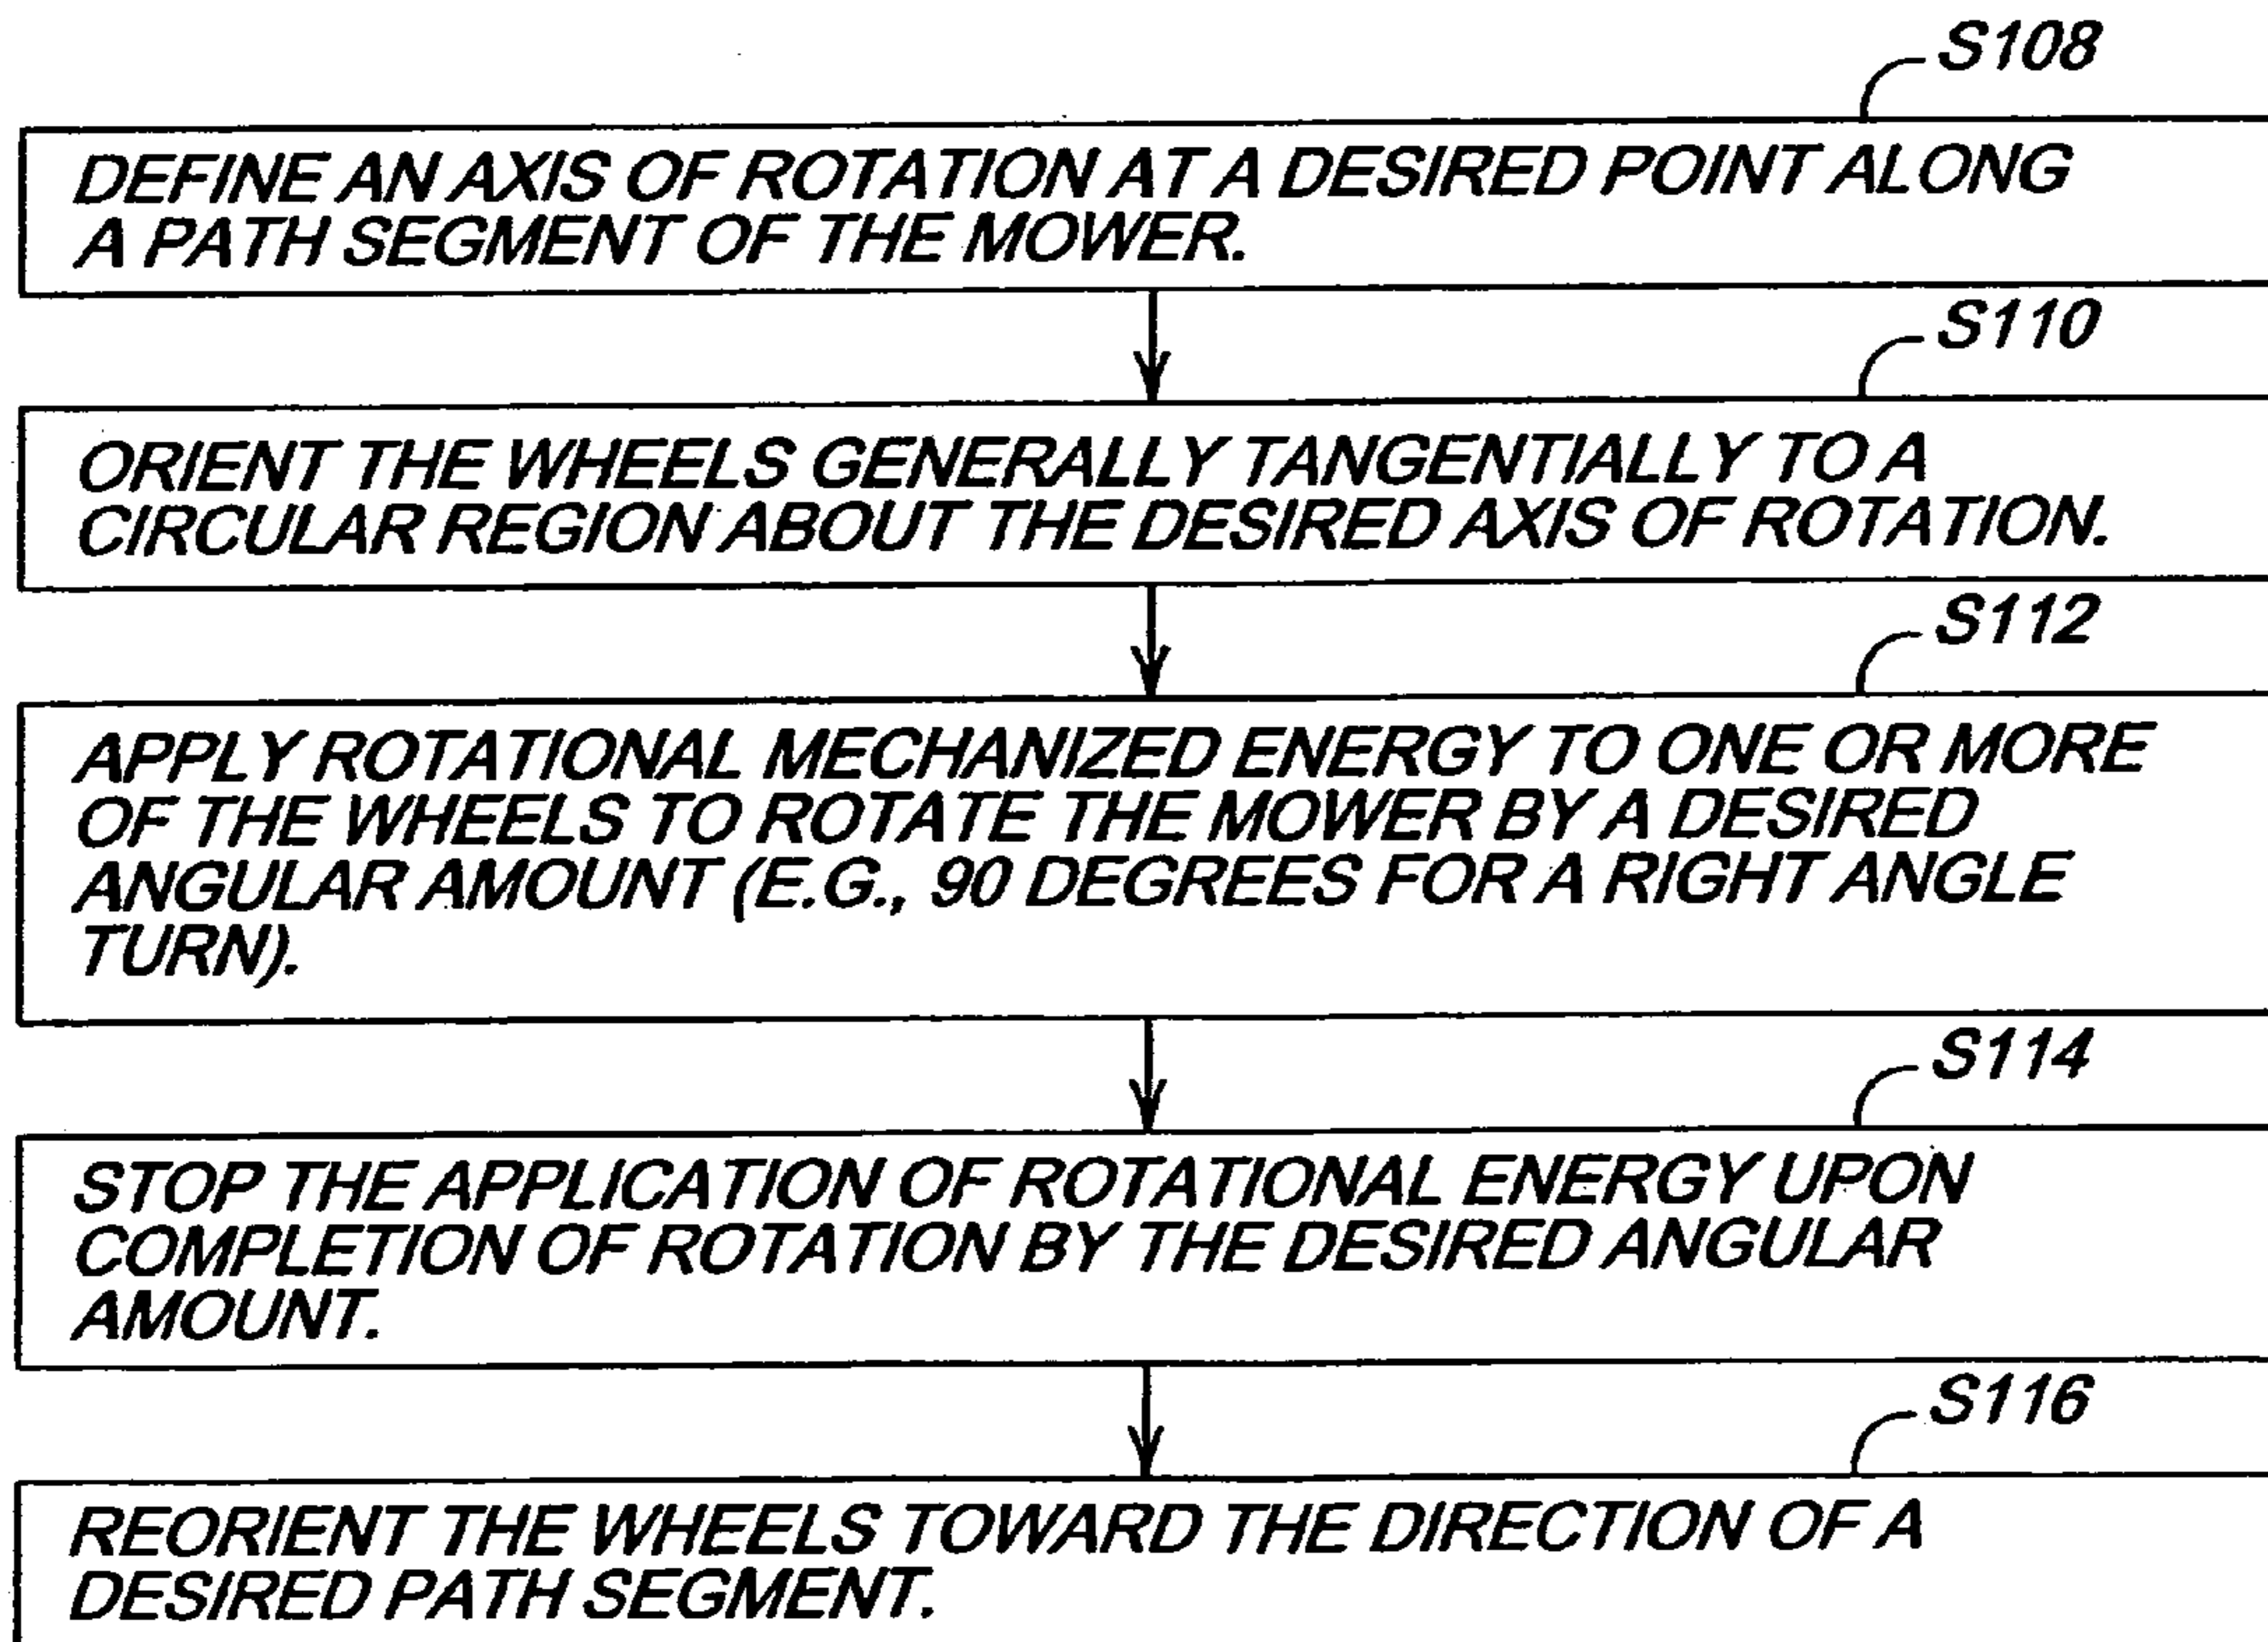 S108
DEFINE AN AXIS OF ROTATION AT A DESIRED POINT ALONG
A PATH SEGMENT OF THE MOWER.
S110
ORIENT THE WHEELS GENERALLY TANGENTIALLY TO A
CIRCULAR REGION ABOUT THE DESIRED AXIS OF ROTATION.
S112
APPLY ROTATIONAL MECHANIZED ENERGY TO ONE OR MORE
OF THE WHEELS TO ROTATE THE MOWER BY A DESIRED
ANGULAR AMOUNT (E.G., 90 DEGREES FOR A RIGHT ANGLE
TURN).
S114
STOP THE APPLICATION OF ROTATIONAL ENERGY UPON
COMPLETION OF ROTATION BY THE DESIRED ANGULAR
AMOUNT.
S116
REORIENT THE WHEELS TOWARD THE DIRECTION OF A
DESIRED PATH SEGMENT.